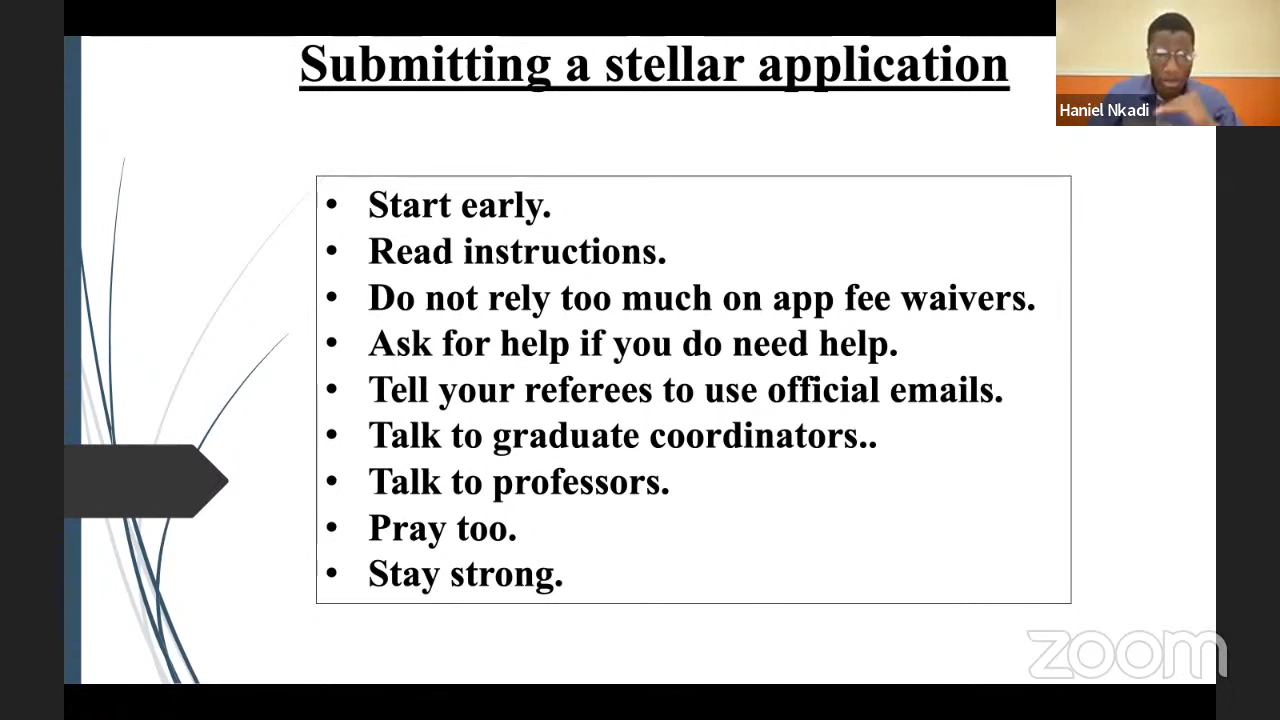 Submitting a stellar application
Haniel Nkadi
• Start early.
• Read instructions.
• Do not rely too much on app fee waivers.
• Ask for help if you do need help.
• Tell your referees to use official emails.
• Talk to graduate coordinators..
• Talk to professors.
• Pray too.
• Stay strong.
zoom